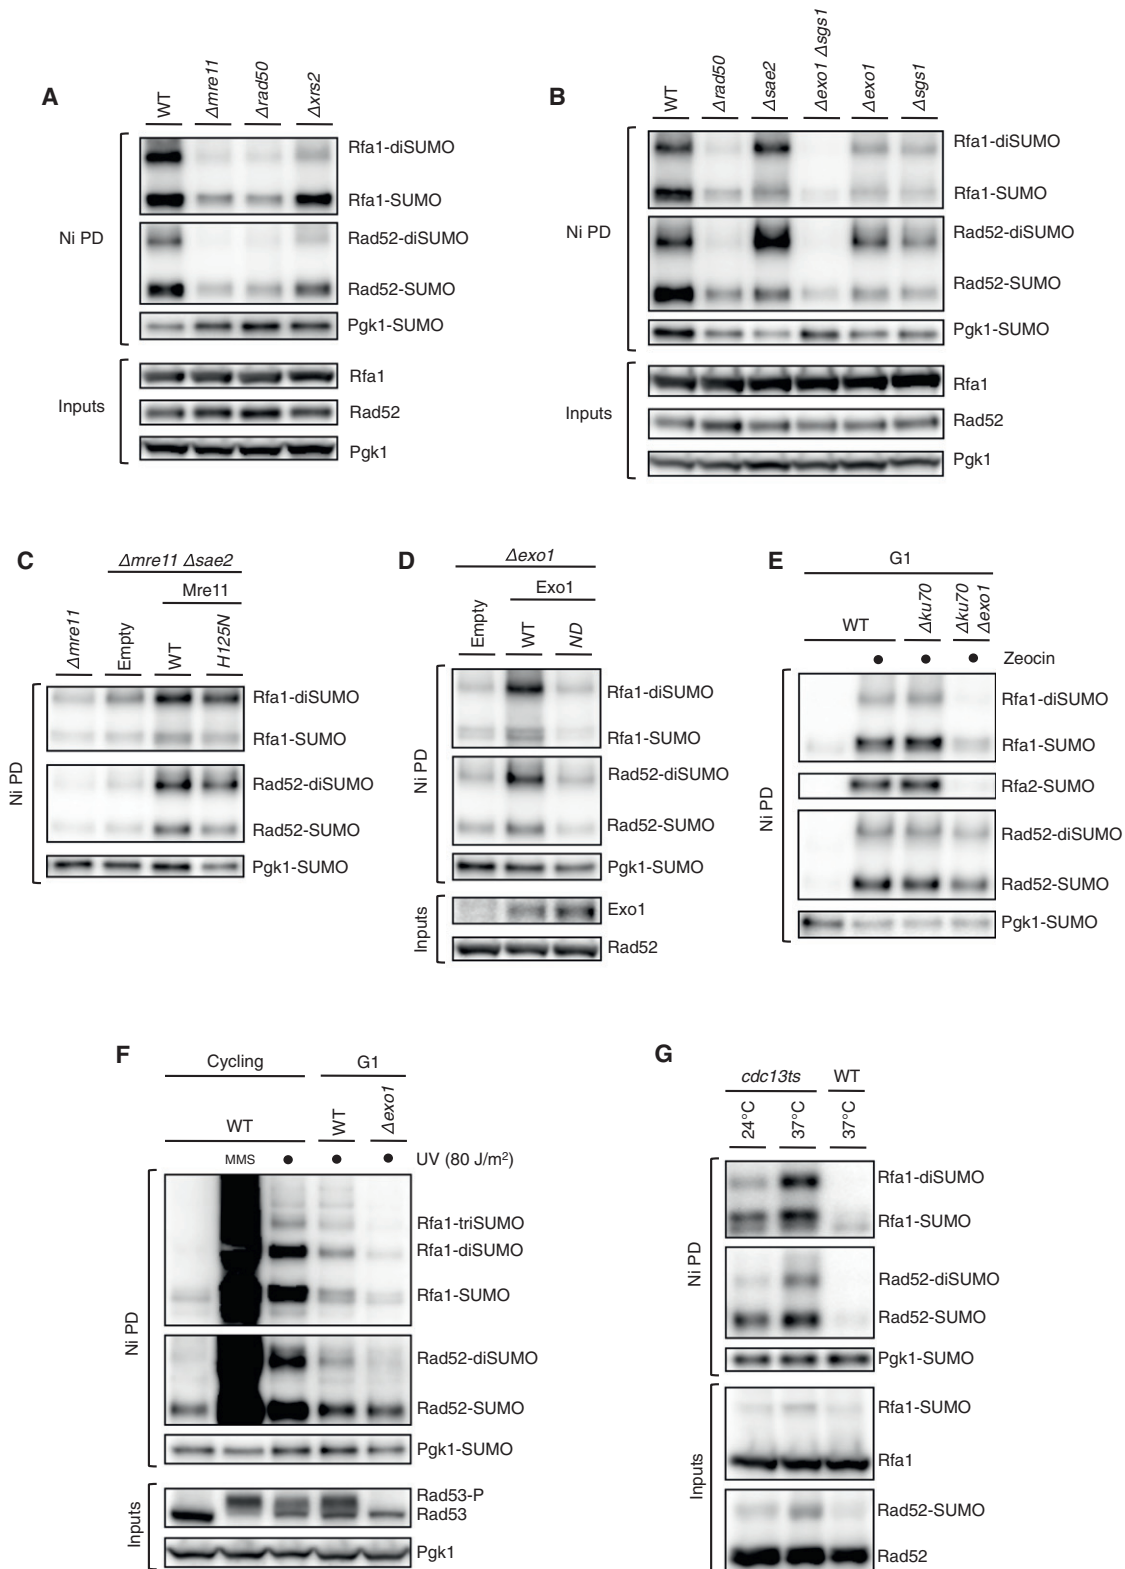 A
WT
Δmre11
Δrad50
Δxrs2
Ni PD
Rfa1-diSUMO
Rfa1-SUMO
Rad52-diSUMO
Rad52-SUMO
Pgk1-SUMO
Inputs
Rfa1
Rad52
Pgk1
B
WT
Δrad50
Δsae2
Δexo1 Δsgs1
Δexo1
Δsgs1
Ni PD
Rfa1-diSUMO
Rfa1-SUMO
Rad52-diSUMO
Rad52-SUMO
Pgk1-SUMO
Inputs
Rfa1
Rad52
Pgk1
C
Δmre11 Δsae2
Mre11
Δmre11
Empty
WT
H125N
Ni PD
Rfa1-diSUMO
Rfa1-SUMO
Rad52-diSUMO
Rad52-SUMO
Pgk1-SUMO
D
Δexo1
Exo1
Empty
WT
ND
Ni PD
Rfa1-diSUMO
Rfa1-SUMO
Rad52-diSUMO
Rad52-SUMO
Pgk1-SUMO
Inputs
Exo1
Rad52
E
G1
WT
Δku70
Δku70
Δexo1
Zeocin
Ni PD
Rfa1-diSUMO
Rfa1-SUMO
Rfa2-SUMO
Rad52-diSUMO
Rad52-SUMO
Pgk1-SUMO
F
Cycling
G1
WT
WT
Δexo1
MMS
UV (80 J/m²)
Ni PD
Rfa1-triSUMO
Rfa1-diSUMO
Rfa1-SUMO
Rad52-diSUMO
Rad52-SUMO
Pgk1-SUMO
Inputs
Rad53-P
Rad53
Pgk1
G
cdc13ts
WT
24°C
37°C
37°C
Ni PD
Rfa1-diSUMO
Rfa1-SUMO
Rad52-diSUMO
Rad52-SUMO
Pgk1-SUMO
Inputs
Rfa1-SUMO
Rfa1
Rad52-SUMO
Rad52